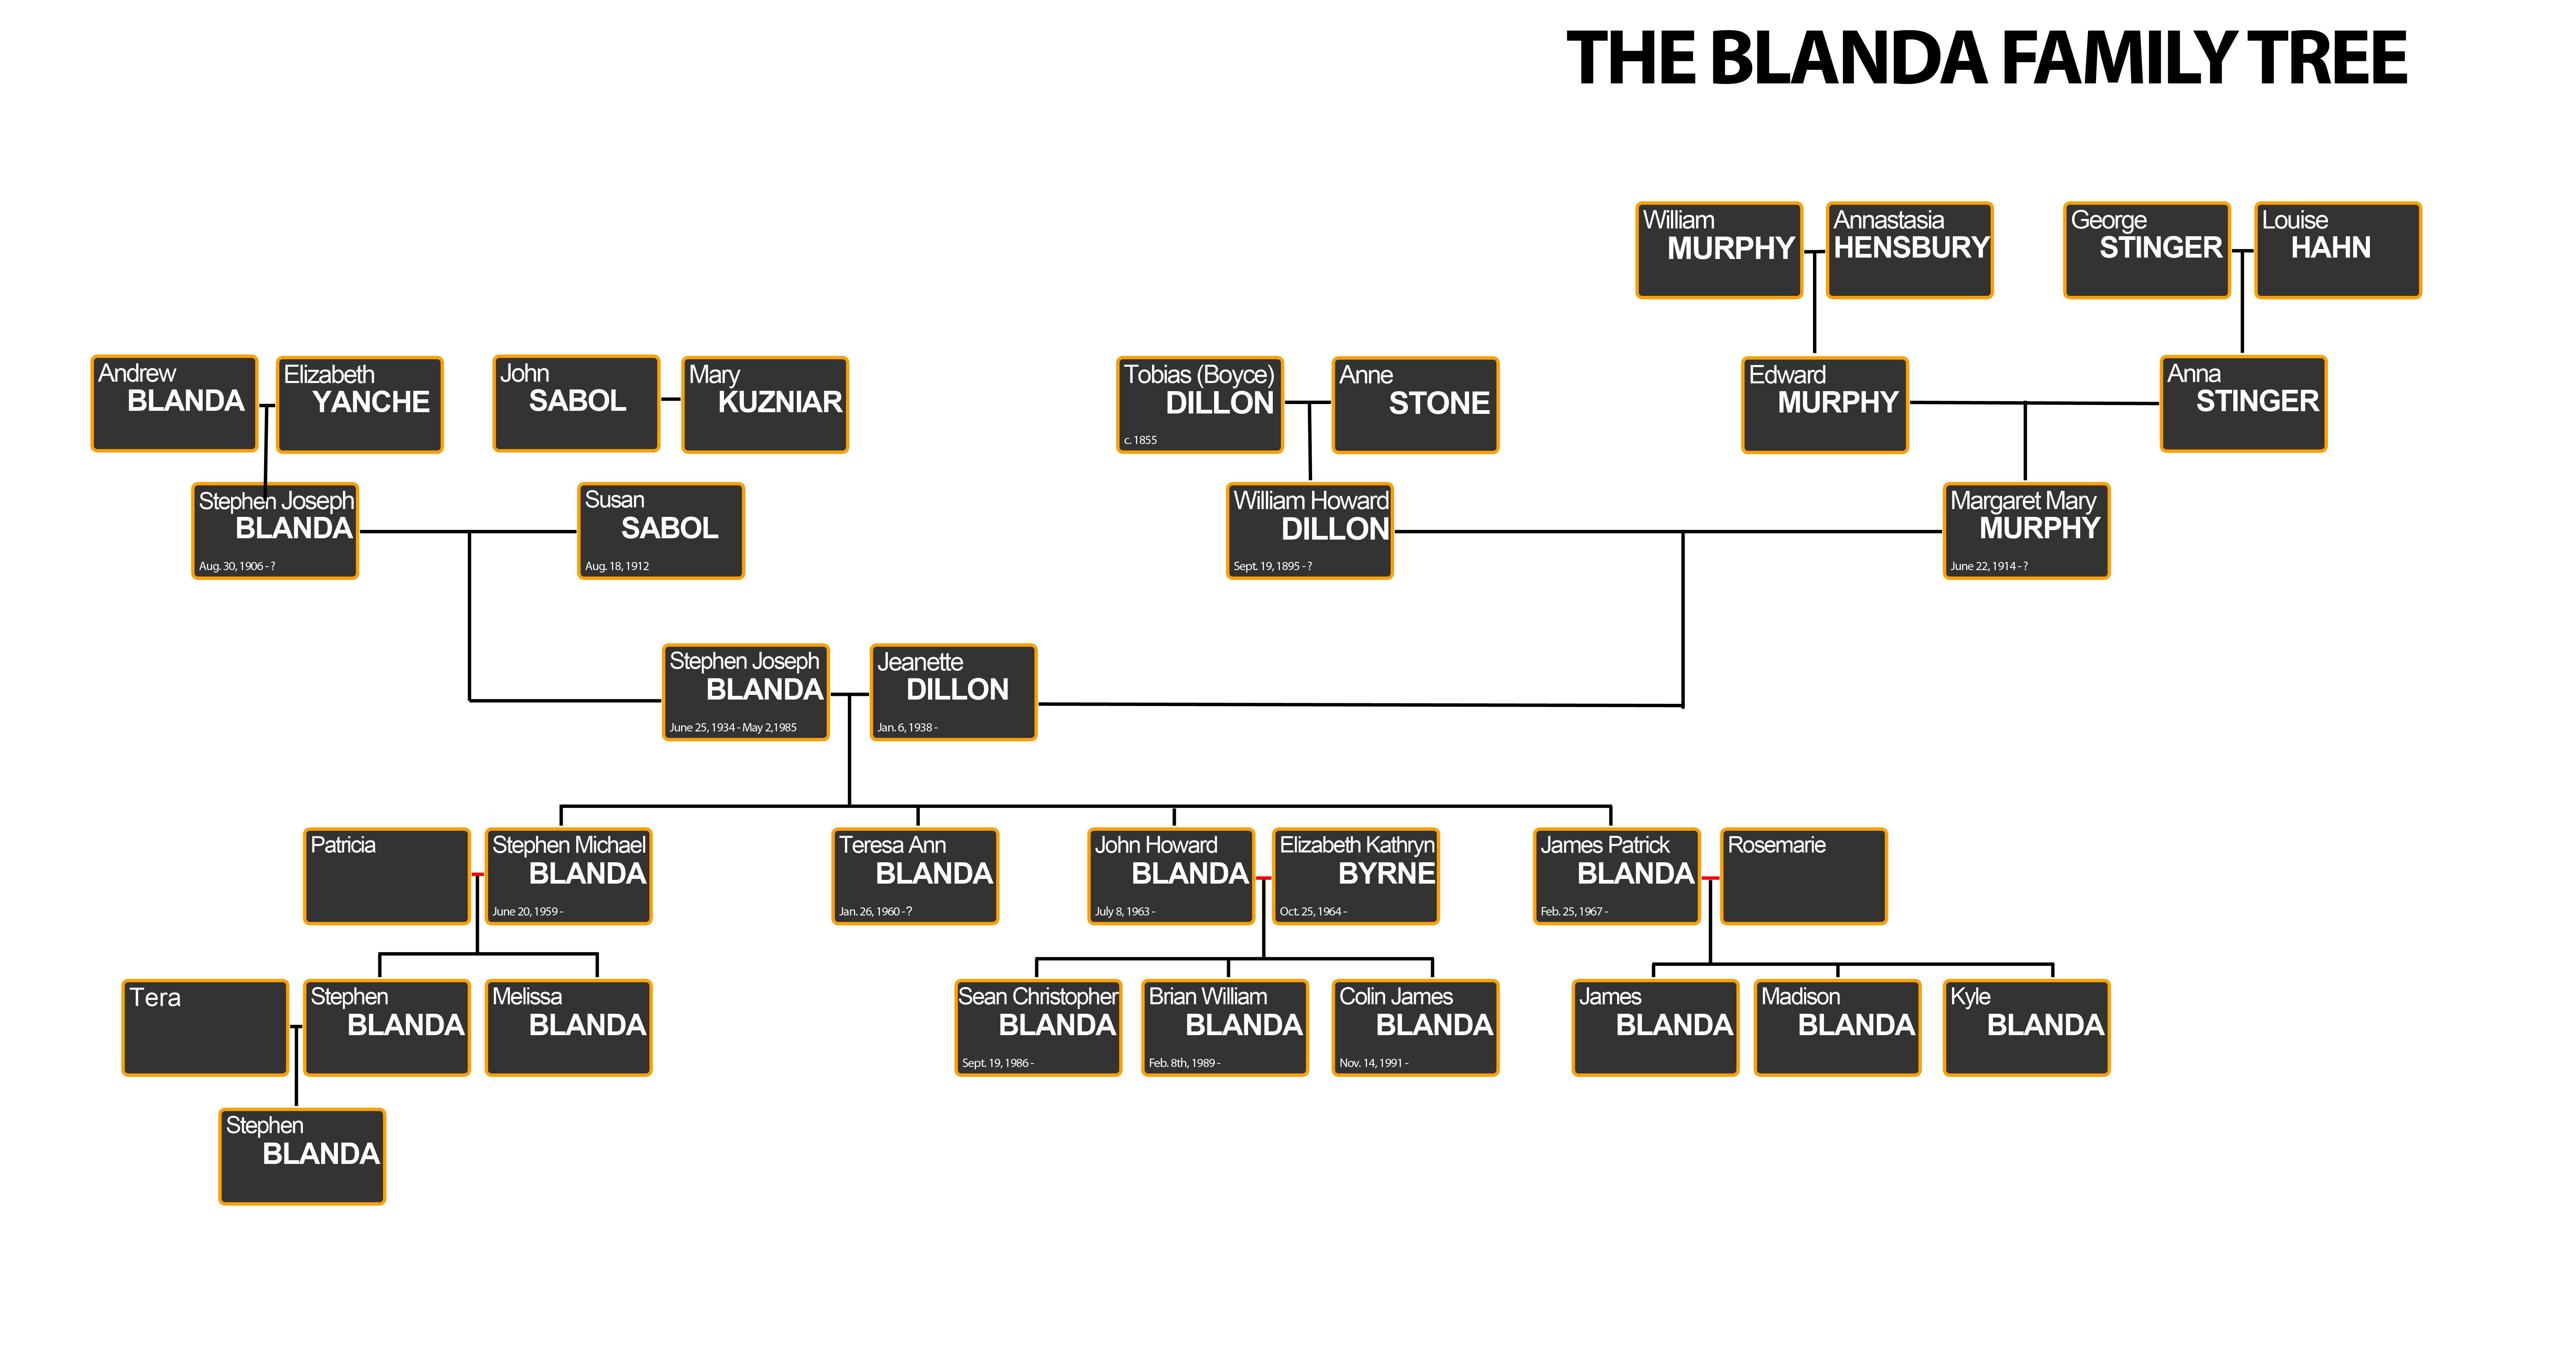 THE BLANDA FAMILY TREE
William
MURPHY
Annastasia
HENSBURY
George
STINGER
Louise
HAHN
Andrew
BLANDA
Elizabeth
YANCHE
John
SABOL
Mary
KUZNIAR
Tobias (Boyce)
DILLON
c. 1855
Anne
STONE
Edward
MURPHY
Anna
STINGER
Stephen Joseph
BLANDA
Aug. 30, 1906 - ?
Susan
SABOL
Aug. 18, 1912
William Howard
DILLON
Sept. 19, 1895 - ?
Margaret Mary
MURPHY
June 22, 1914 - ?
Stephen Joseph
BLANDA
June 25, 1934 - May 2,1985
Jeanette
DILLON
Jan. 6, 1938 -
Patricia
Stephen Michael
BLANDA
June 20, 1959 -
Teresa Ann
BLANDA
Jan. 26, 1960 -?
John Howard
BLANDA
July 8, 1963 -
Elizabeth Kathryn
BYRNE
Oct. 25, 1964 -
James Patrick
BLANDA
Feb. 25, 1967 -
Rosemarie
Tera
Stephen
BLANDA
Melissa
BLANDA
Sean Christopher
BLANDA
Sept. 19, 1986 -
Brian William
BLANDA
Feb. 8th, 1989 -
Colin James
BLANDA
Nov. 14, 1991 -
James
BLANDA
Madison
BLANDA
Kyle
BLANDA
Stephen
BLANDA